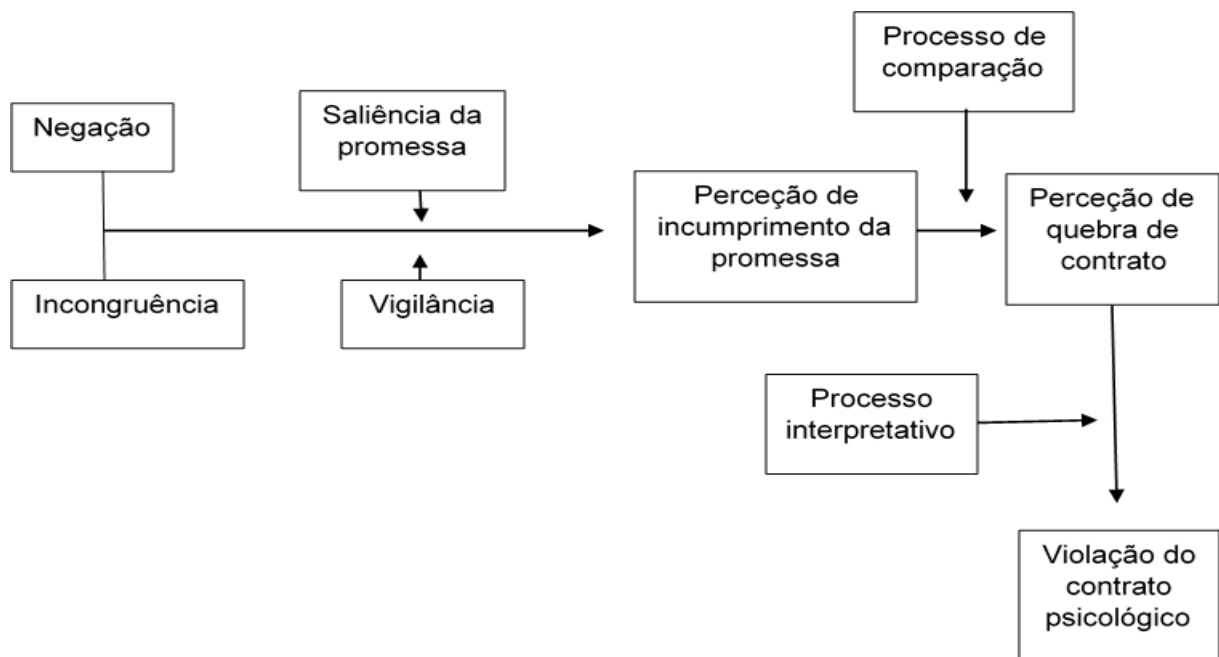 Processo de
comparação
Negação
Saliência da
promessa
Perceção de
incumprimento da
promessa
Perceção de
quebra de
contrato
Incongruência
Vigilância
Processo
interpretativo
Violação do
contrato
psicológico